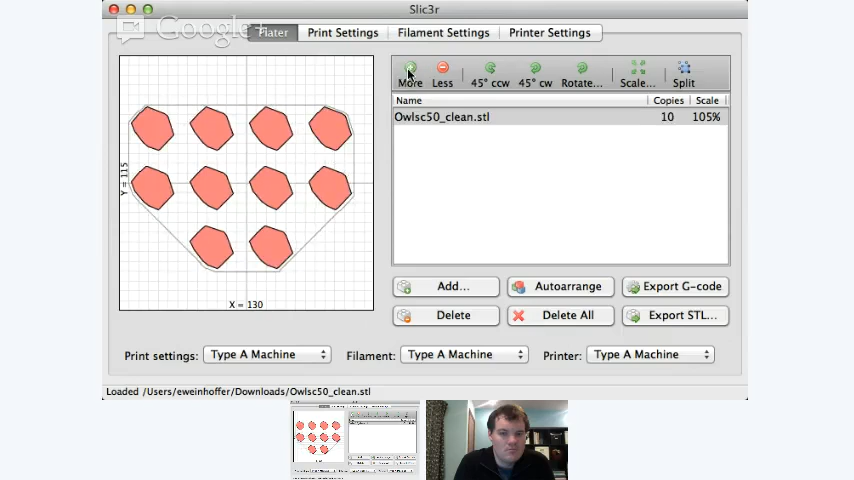 Slic3r
Google+
Plater Print Settings Filament Settings Printer Settings
More Less 45° ccw 45° cw Rotate... Scale... Split
Name Copies Scale
Owlsc50_clean.stl 10 105%
Y = 115
X = 130
Add... Autoarrange Export G-code
Delete Delete All Export STL...
Print settings: Type A Machine Filament: Type A Machine Printer: Type A Machine
Loaded /Users/eweinhoffer/Downloads/Owlsc50_clean.stl